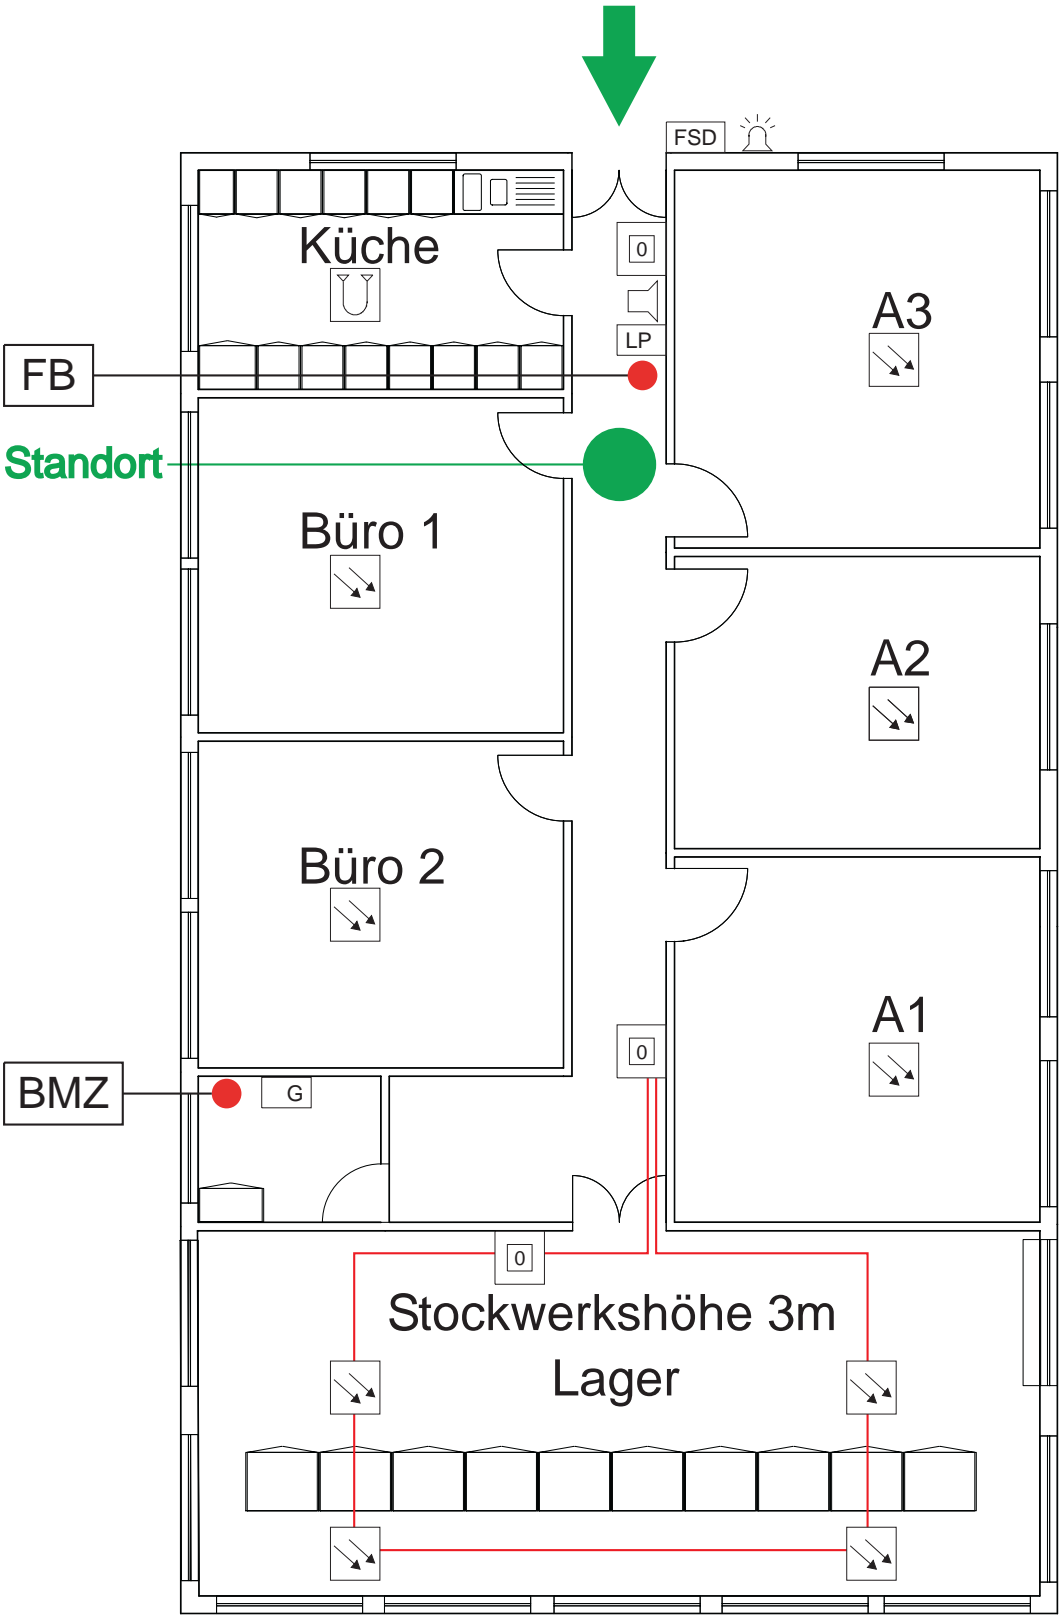 FSD
0
Küche
A3
LP
FB
Standort
Büro 1
A2
Büro 2
A1
0
BMZ
G
0
Stockwerkshöhe 3m
Lager